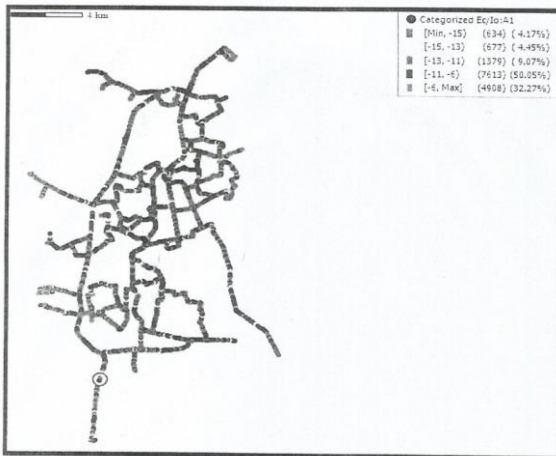 4 km
Categorized Ec/Io:A1
[Min, -15) (634) ( 4.17%)
[-15, -13) (677) ( 4.45%)
[-13, -11) (1379) ( 9.07%)
[-11, -6) (7613) (50.05%)
[-6, Max] (4908) (32.27%)